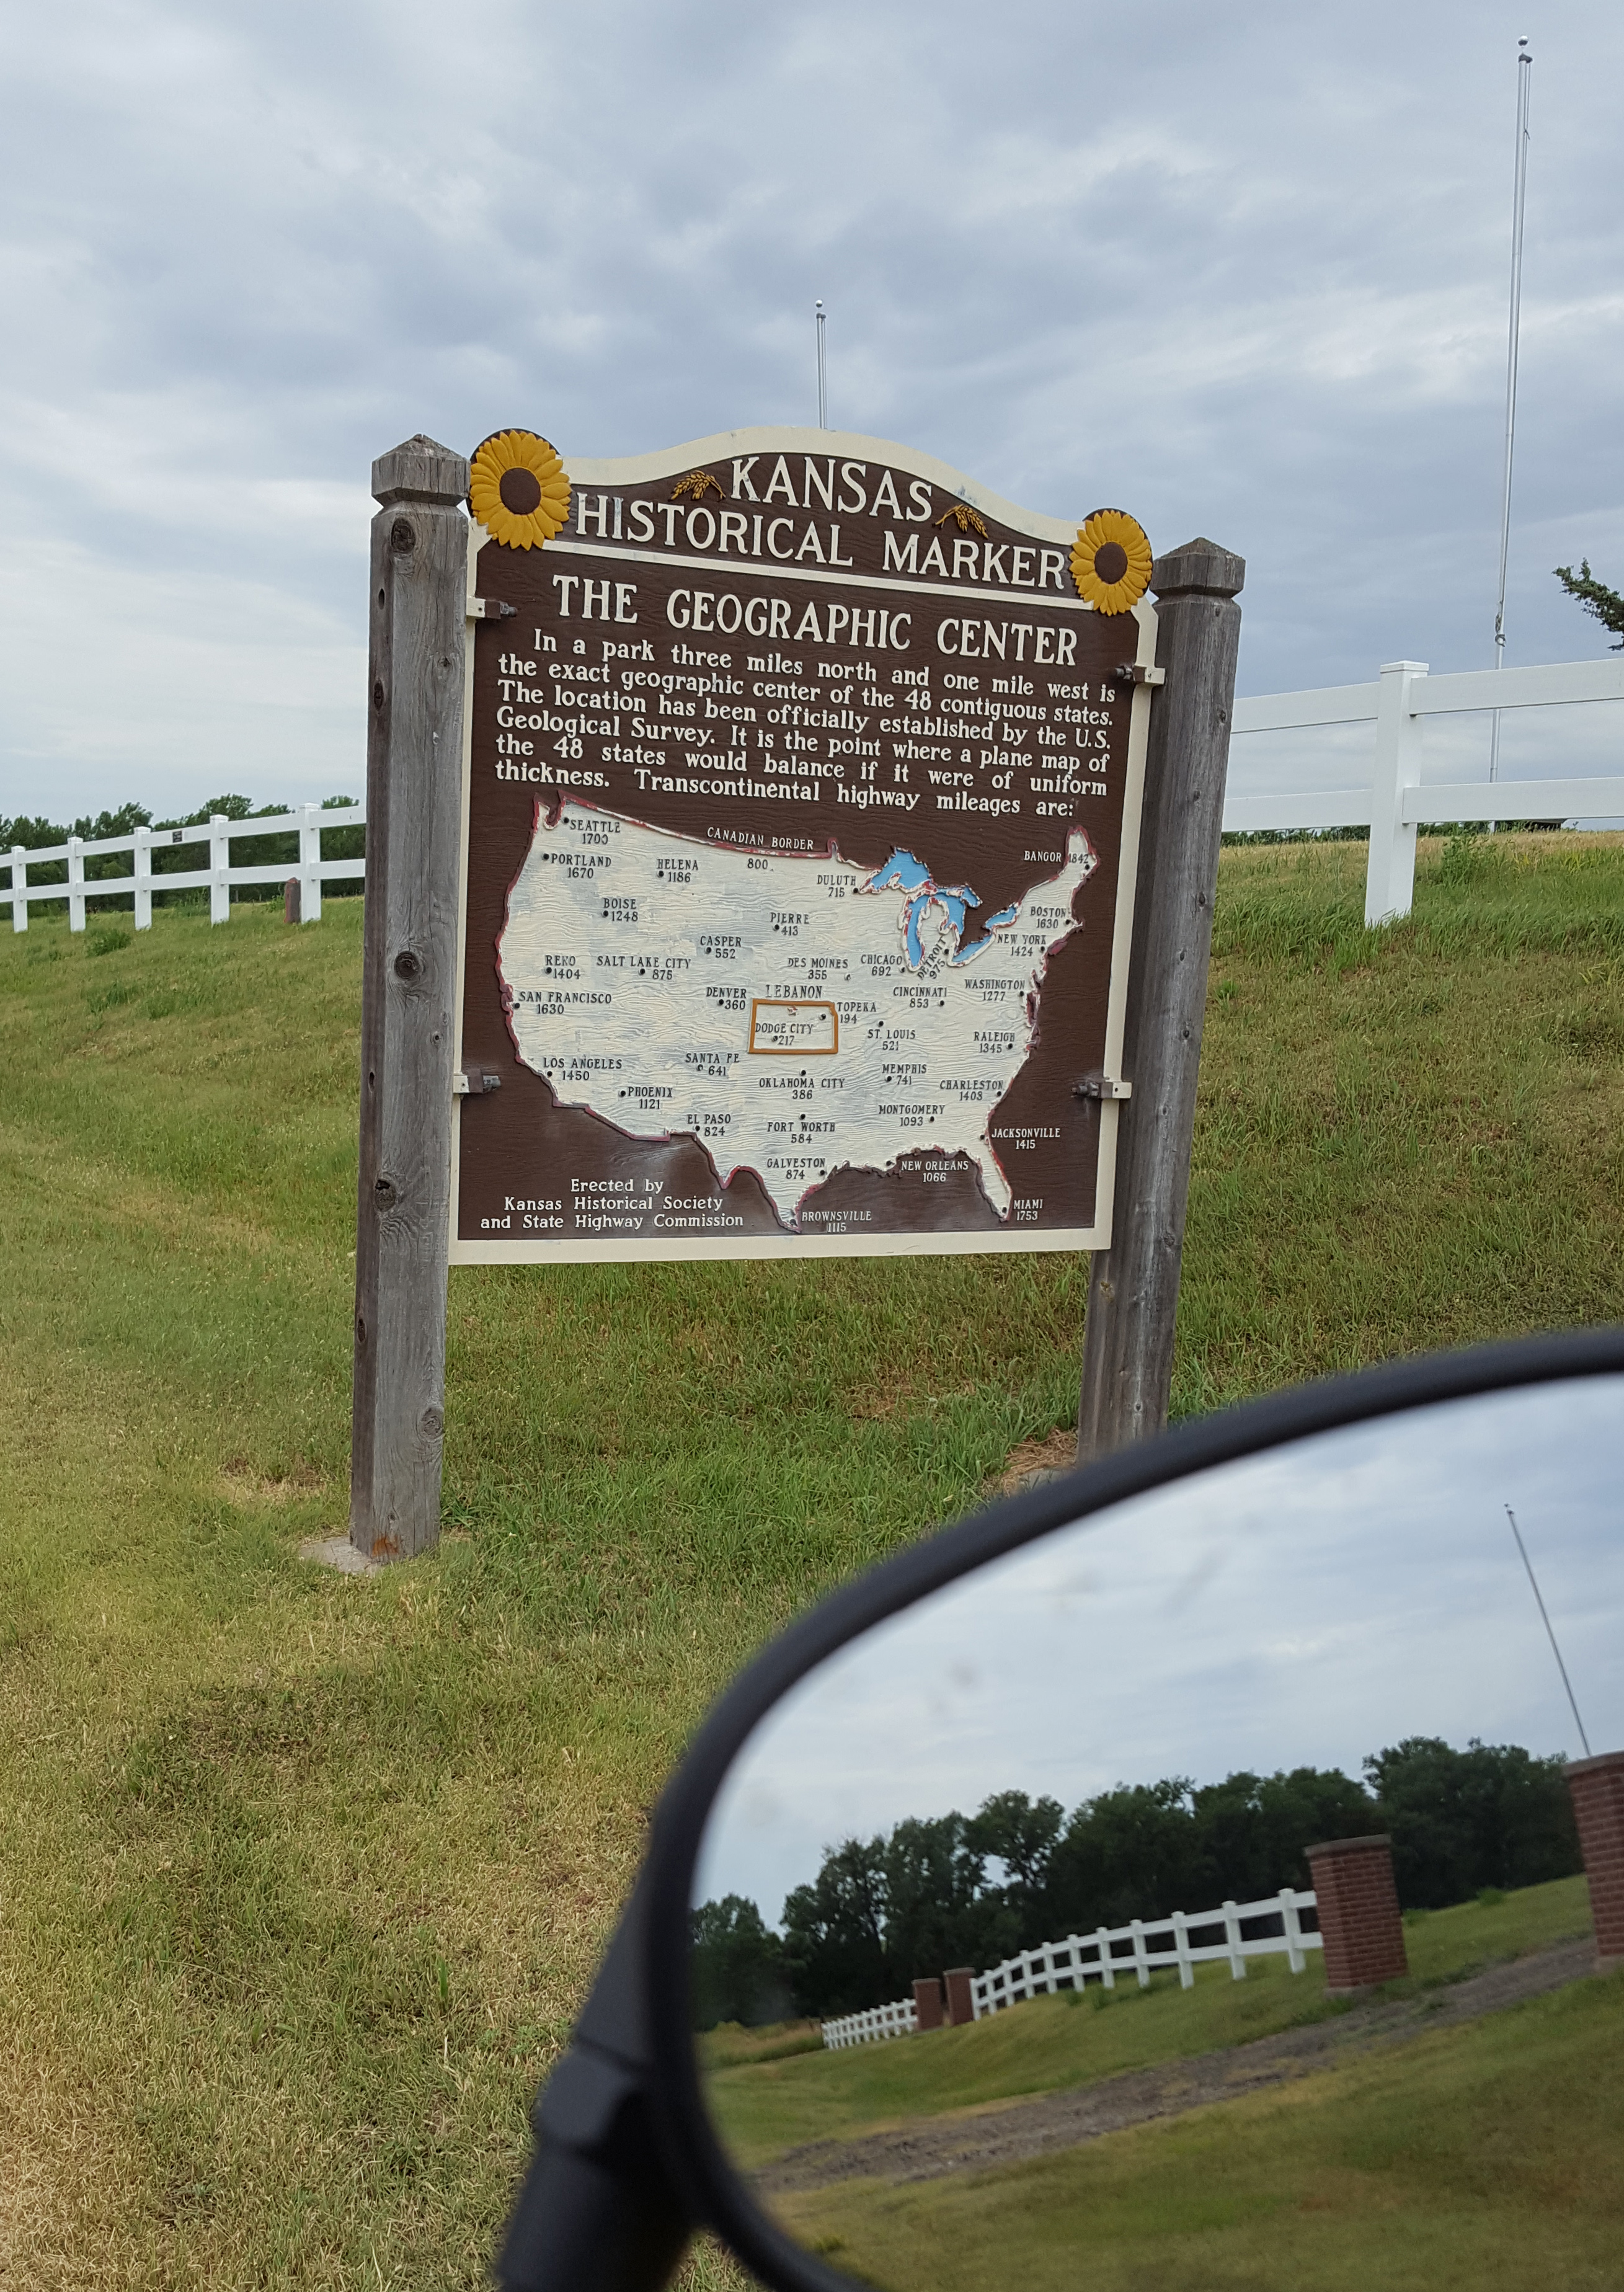 KANSAS
HISTORICAL MARKER
THE GEOGRAPHIC CENTER
In a park three miles north and one mile west is
the exact geographic center of the 48 contiguous states.
The location has been officially established by the U.S.
Geological Survey. It is the point where a plane map of
the 48 states would balance if it were of uniform
thickness. Transcontinental highway mileages are:
SEATTLE
1700
CANADIAN BORDER
800
BANGOR 1842
PORTLAND
1670
HELENA
1186
DULUTH
715
BOISE
1248
PIERRE
413
BOSTON
1630
CASPER
552
NEW YORK
1424
DETROIT
975
RENO
1404
SALT LAKE CITY
875
DES MOINES
355
CHICAGO
692
WASHINGTON
1277
SAN FRANCISCO
1630
DENVER
360
LEBANON
TOPEKA
194
CINCINNATI
853
DODGE CITY
217
ST. LOUIS
521
RALEIGH
1345
LOS ANGELES
1450
SANTA FE
641
OKLAHOMA CITY
386
MEMPHIS
741
CHARLESTON
1403
PHOENIX
1121
EL PASO
824
FORT WORTH
584
MONTGOMERY
1093
JACKSONVILLE
1415
GALVESTON
874
NEW ORLEANS
1066
BROWNSVILLE
1115
MIAMI
1753
Erected by
Kansas Historical Society
and State Highway Commission